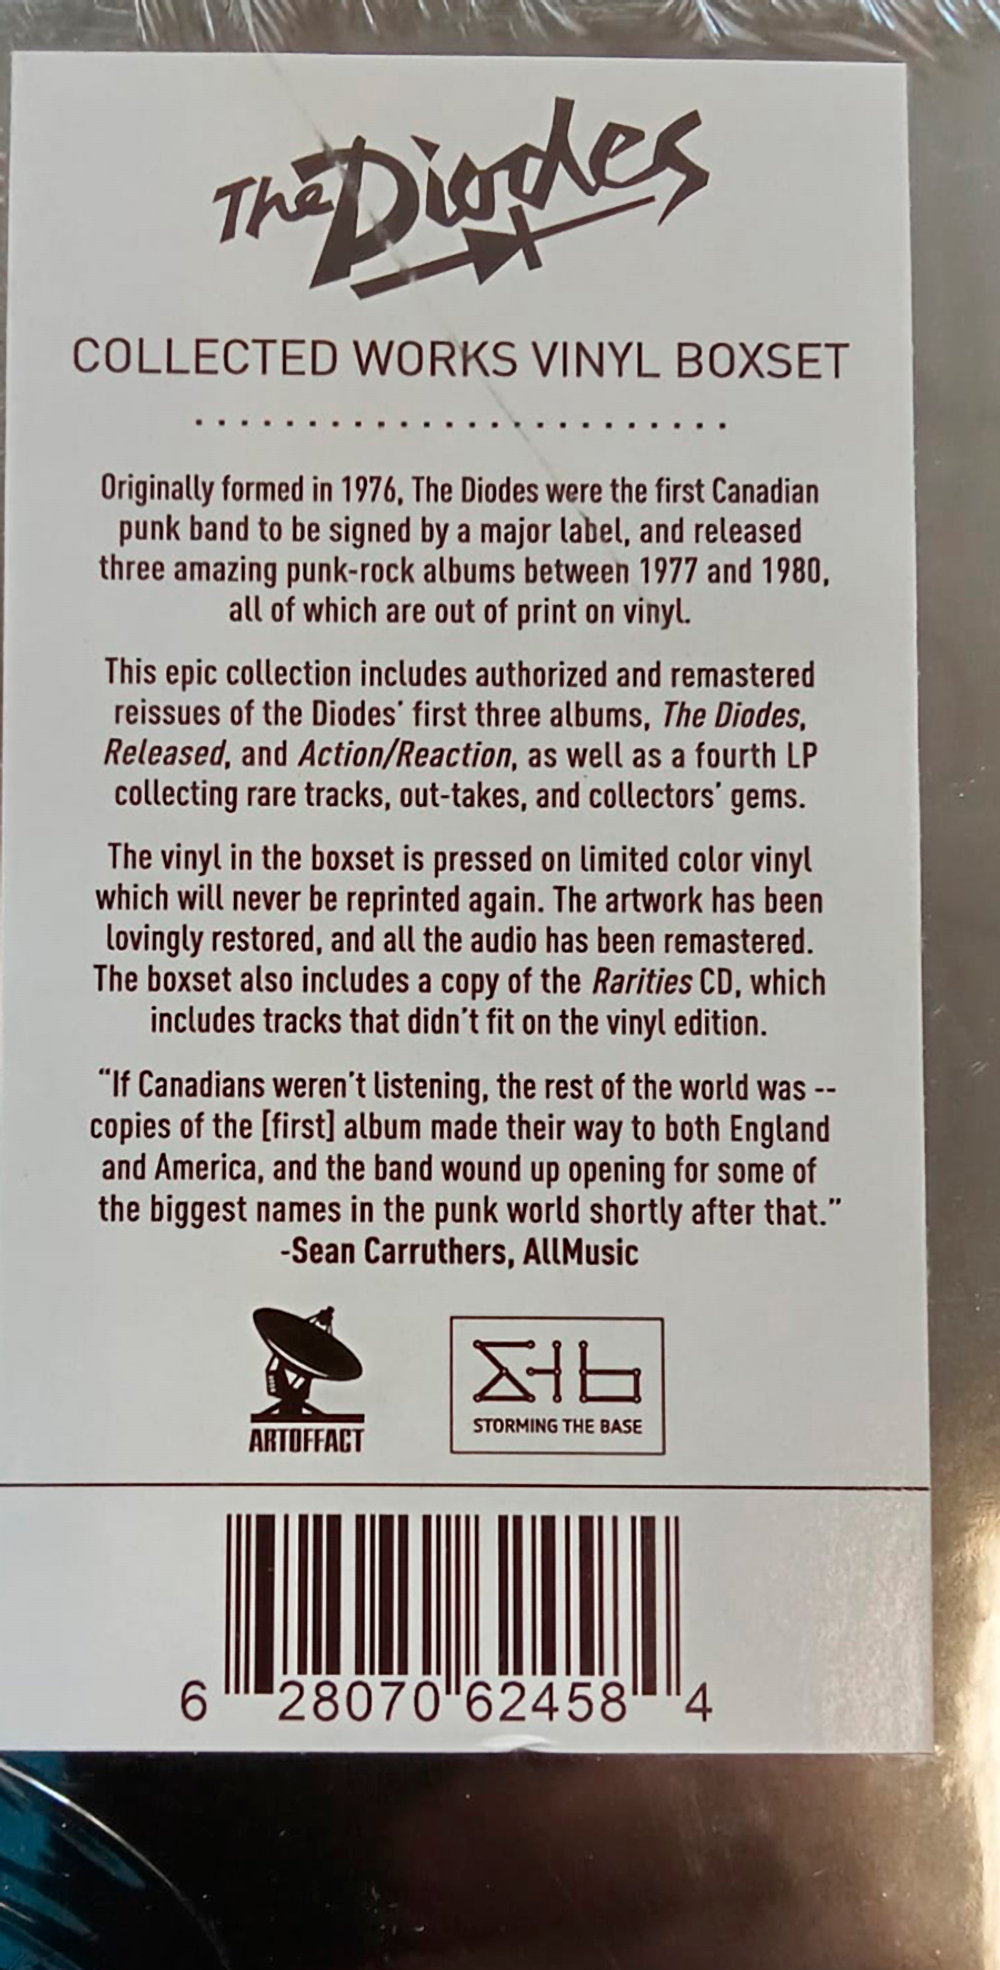 The Diodes
COLLECTED WORKS VINYL BOXSET
Originally formed in 1976, The Diodes were the first Canadian
punk band to be signed by a major label, and released
three amazing punk-rock albums between 1977 and 1980,
all of which are out of print on vinyl.
This epic collection includes authorized and remastered
reissues of the Diodes' first three albums, The Diodes,
Released, and Action/Reaction, as well as a fourth LP
collecting rare tracks, out-takes, and collectors' gems.
The vinyl in the boxset is pressed on limited color vinyl
which will never be reprinted again. The artwork has been
lovingly restored, and all the audio has been remastered.
The boxset also includes a copy of the Rarities CD, which
includes tracks that didn't fit on the vinyl edition.
"If Canadians weren't listening, the rest of the world was --
copies of the [first] album made their way to both England
and America, and the band wound up opening for some of
the biggest names in the punk world shortly after that."
-Sean Carruthers, AllMusic
ARTOFFACT
Stb
STORMING THE BASE
6 28070 62458 4